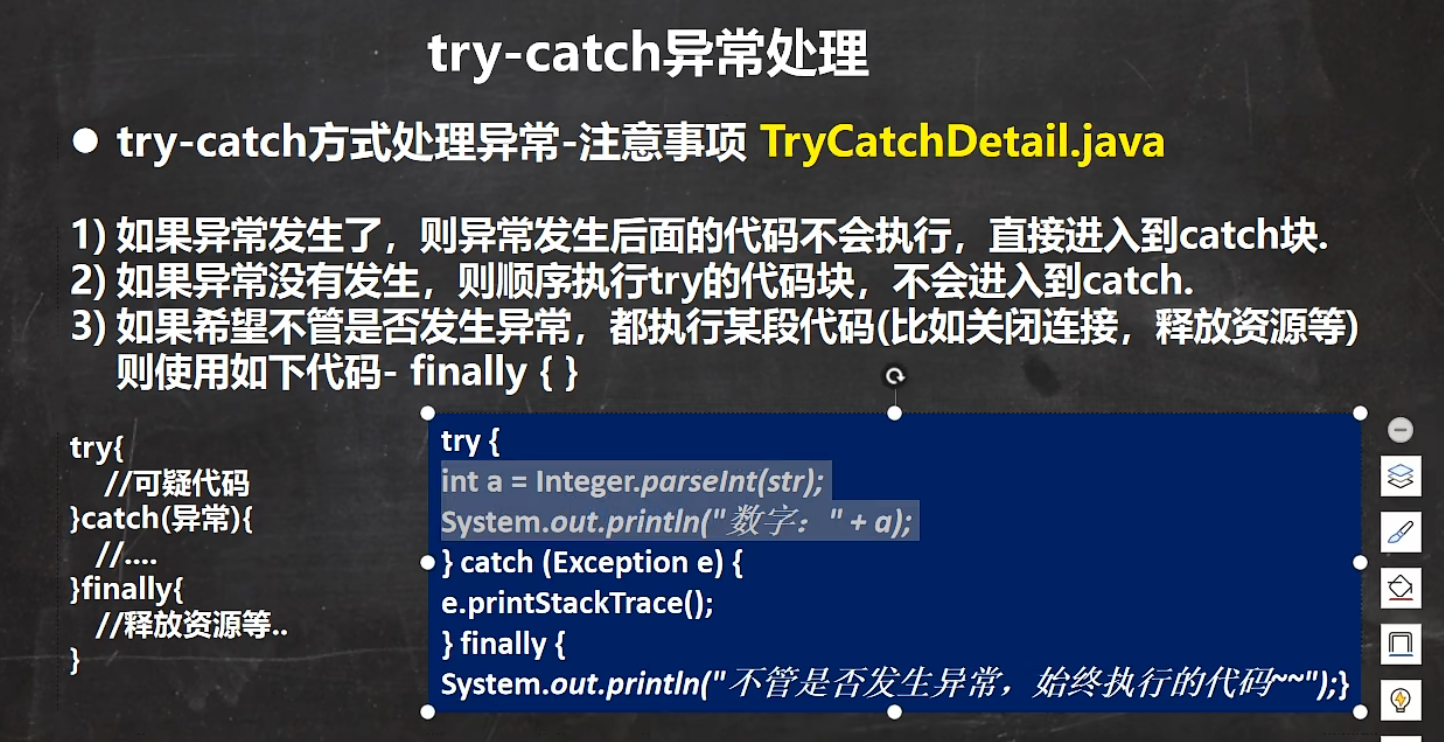 try-catch异常处理
● try-catch方式处理异常-注意事项 TryCatchDetail.java
1) 如果异常发生了，则异常发生后面的代码不会执行，直接进入到catch块.
2) 如果异常没有发生，则顺序执行try的代码块，不会进入到catch.
3) 如果希望不管是否发生异常，都执行某段代码(比如关闭连接，释放资源等)
则使用如下代码- finally { }
try{
//可疑代码
}catch(异常){
//....
}finally{
//释放资源等..
}
try {
int a = Integer.parseInt(str);
System.out.println("数字：" + a);
} catch (Exception e) {
e.printStackTrace();
} finally {
System.out.println("不管是否发生异常，始终执行的代码~~");}